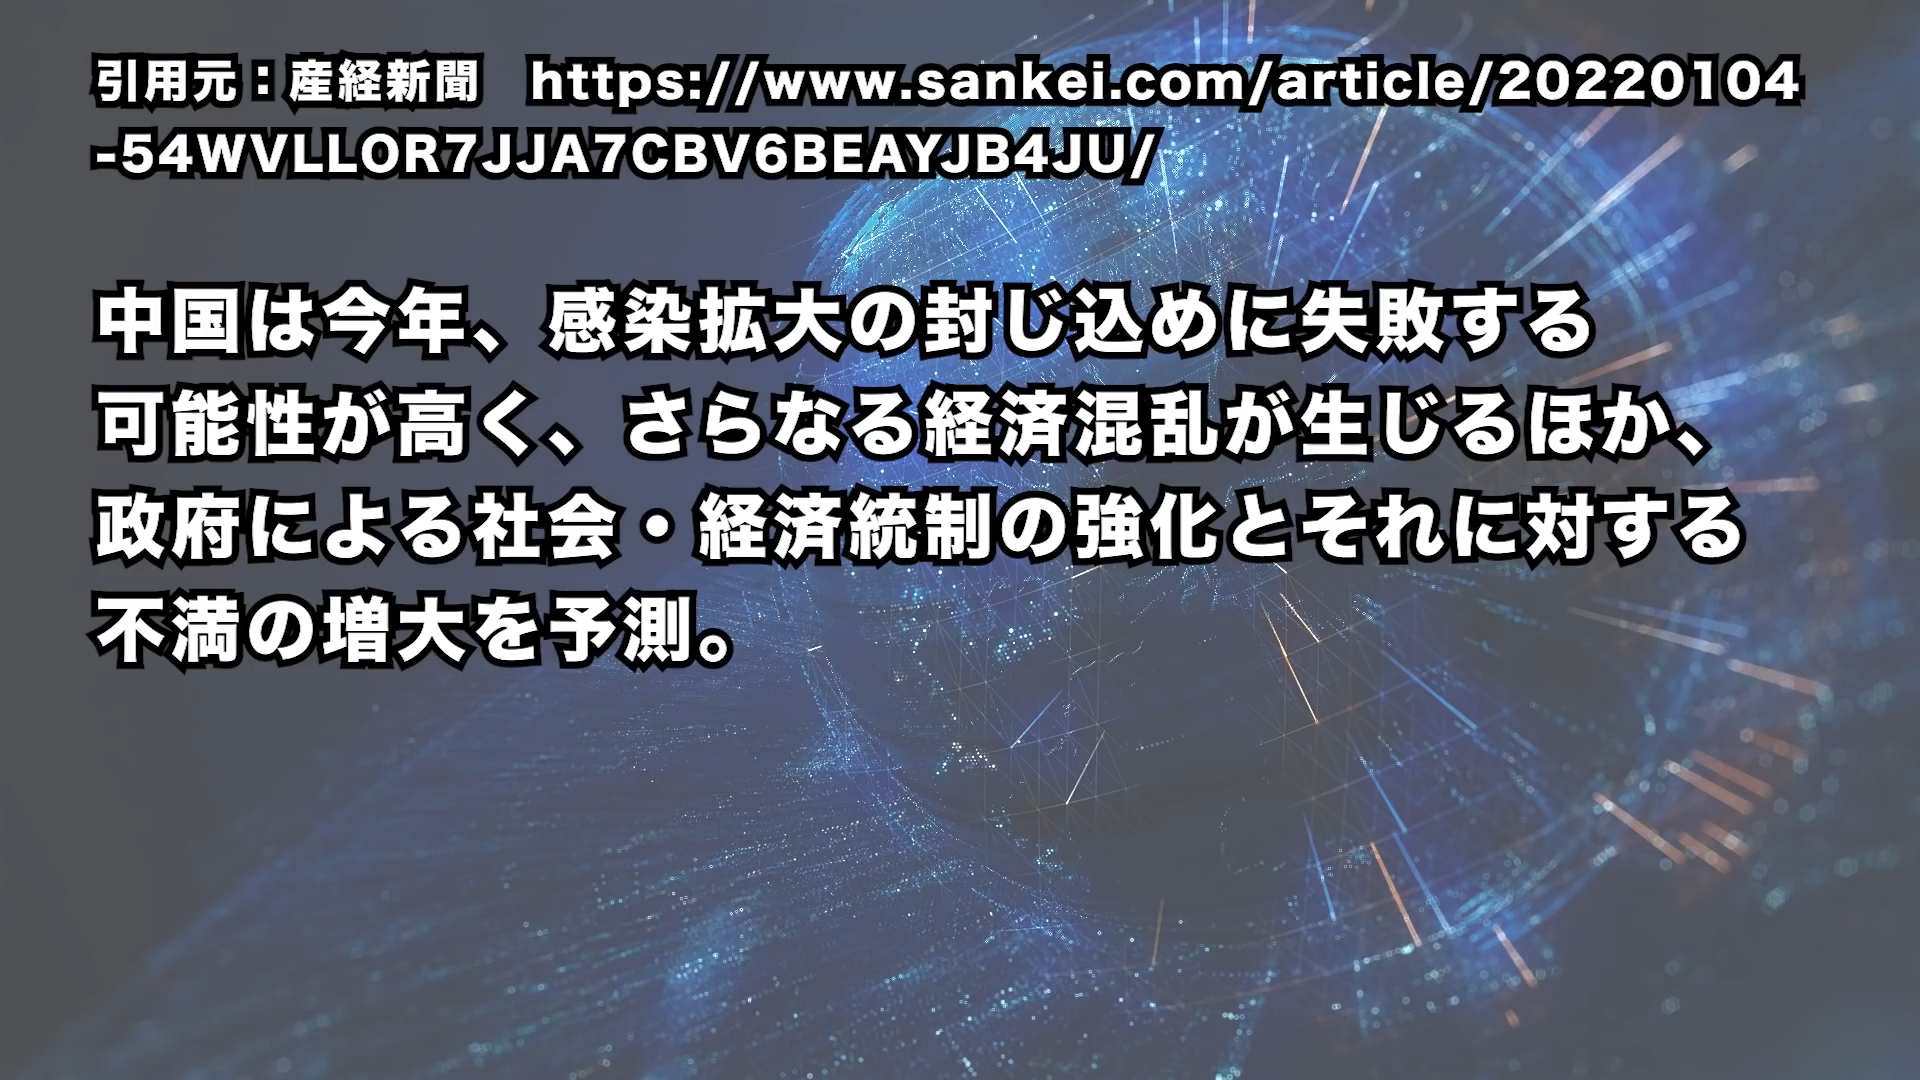 引用元：産経新聞　https://www.sankei.com/article/20220104
-54WVLLOR7JJA7CBV6BEAYJB4JU/
中国は今年、感染拡大の封じ込めに失敗する
可能性が高く、さらなる経済混乱が生じるほか、
政府による社会・経済統制の強化とそれに対する
不満の増大を予測。